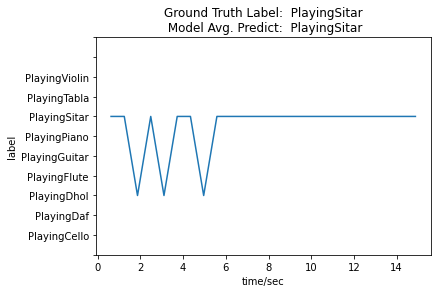 Ground Truth Label:  PlayingSitar
Model Avg. Predict:  PlayingSitar
label
PlayingViolin
PlayingTabla
PlayingSitar
PlayingPiano
PlayingGuitar
PlayingFlute
PlayingDhol
PlayingDaf
PlayingCello
0 2 4 6 8 10 12 14
time/sec